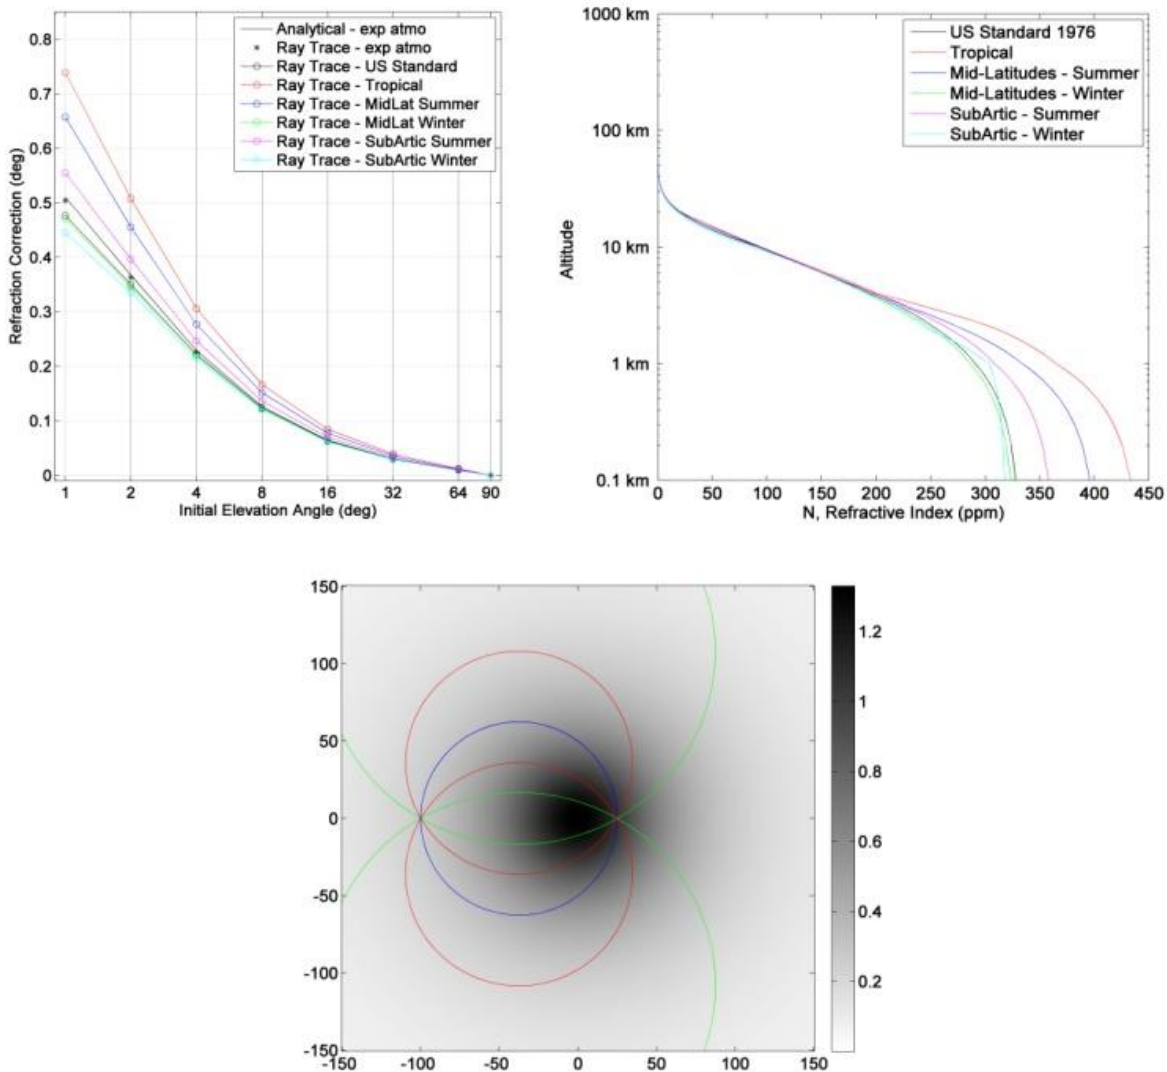 0.8
0.7
0.6
0.5
0.4
0.3
0.2
0.1
0
Refraction Correction (deg)
Analytical - exp atmo
Ray Trace - exp atmo
Ray Trace - US Standard
Ray Trace - Tropical
Ray Trace - MidLat Summer
Ray Trace - MidLat Winter
Ray Trace - SubArtic Summer
Ray Trace - SubArtic Winter
1 2 4 8 16 32 64 90
Initial Elevation Angle (deg)
1000 km
100 km
10 km
1 km
0.1 km
Altitude
US Standard 1976
Tropical
Mid-Latitudes - Summer
Mid-Latitudes - Winter
SubArtic - Summer
SubArtic - Winter
0 50 100 150 200 250 300 350 400 450
N, Refractive Index (ppm)
150
100
50
0
-50
-100
-150
-150 -100 -50 0 50 100 150
1.2
1
0.8
0.6
0.4
0.2